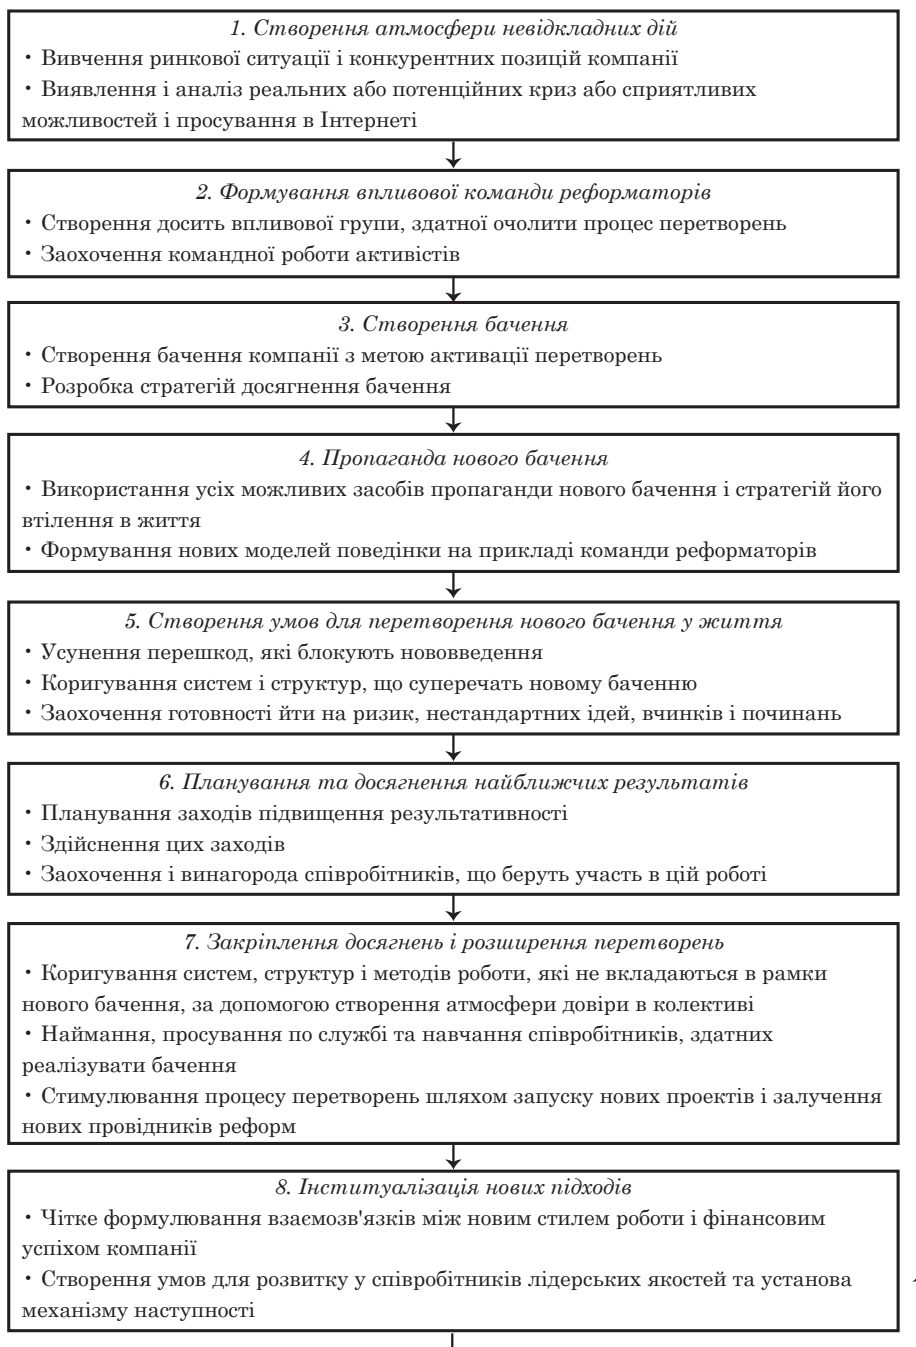 1. Створення атмосфери невідкладних дій
• Вивчення ринкової ситуації і конкурентних позицій компанії
• Виявлення і аналіз реальних або потенційних криз або сприятливих
можливостей і просування в Інтернеті
2. Формування впливової команди реформаторів
• Створення досить впливової групи, здатної очолити процес перетворень
• Заохочення командної роботи активістів
3. Створення бачення
• Створення бачення компанії з метою активації перетворень
• Розробка стратегій досягнення бачення
4. Пропаганда нового бачення
• Використання усіх можливих засобів пропаганди нового бачення і стратегій його
втілення в життя
• Формування нових моделей поведінки на прикладі команди реформаторів
5. Створення умов для перетворення нового бачення у життя
• Усунення перешкод, які блокують нововведення
• Коригування систем і структур, що суперечать новому баченню
• Заохочення готовності йти на ризик, нестандартних ідей, вчинків і починань
6. Планування та досягнення найближчих результатів
• Планування заходів підвищення результативності
• Здійснення цих заходів
• Заохочення і винагорода співробітників, що беруть участь в цій роботі
7. Закріплення досягнень і розширення перетворень
• Коригування систем, структур і методів роботи, які не вкладаються в рамки
нового бачення, за допомогою створення атмосфери довіри в колективі
• Наймання, просування по службі та навчання співробітників, здатних
реалізувати бачення
• Стимулювання процесу перетворень шляхом запуску нових проектів і залучення
нових провідників реформ
8. Інституалізація нових підходів
• Чітке формулювання взаємозв'язків між новим стилем роботи і фінансовим
успіхом компанії
• Створення умов для розвитку у співробітників лідерських якостей та установа
механізму наступності